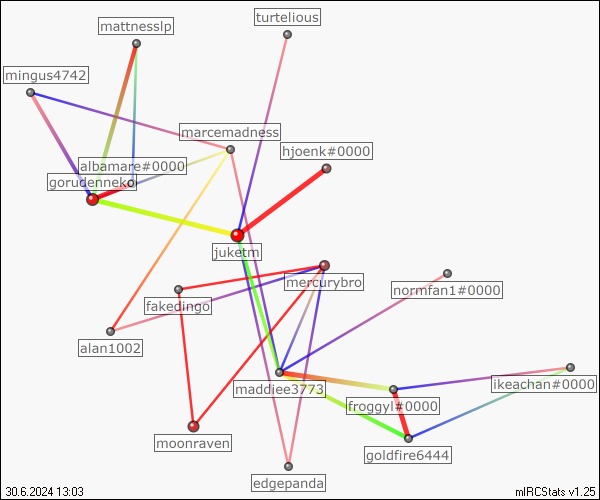 turtelious
mattnesslp
mingus4742
marcemadness
hjoenk#0000
albamare#0000
gorudenneko
juketm
mercurybro
normfan1#0000
fakedingo
alan1002
maddiee3773
ikeachan#0000
froggyl#0000
moonraven
goldfire6444
edgepanda
30.6.2024 13:03
mIRCStats v1.25